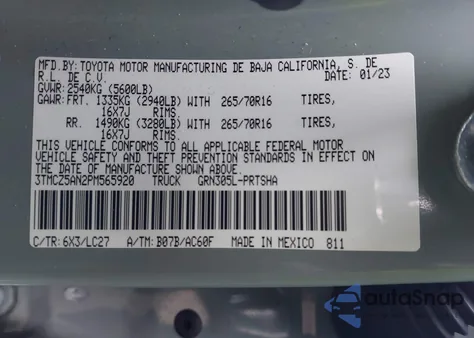 MFD.BY: TOYOTA MOTOR MANUFACTURING DE BAJA CALIFORNIA, S. DE
R.L. DE C.V. DATE: 01/23
GVWR: 2540KG (5600LB)
GAWR: FRT. 1335KG (2940LB) WITH 265/70R16 TIRES,
16X7J RIMS.
RR. 1490KG (3280LB) WITH 265/70R16 TIRES,
16X7J RIMS.
THIS VEHICLE CONFORMS TO ALL APPLICABLE FEDERAL MOTOR
VEHICLE SAFETY AND THEFT PREVENTION STANDARDS IN EFFECT
ON THE DATE OF MANUFACTURE SHOWN ABOVE.
3TMCZ5AN2PM565920 TRUCK GRN305L-PRTSHA
C/TR: 6X3/LC27 A/TM: B07B/AC60F MADE IN MEXICO 811
autoSnap